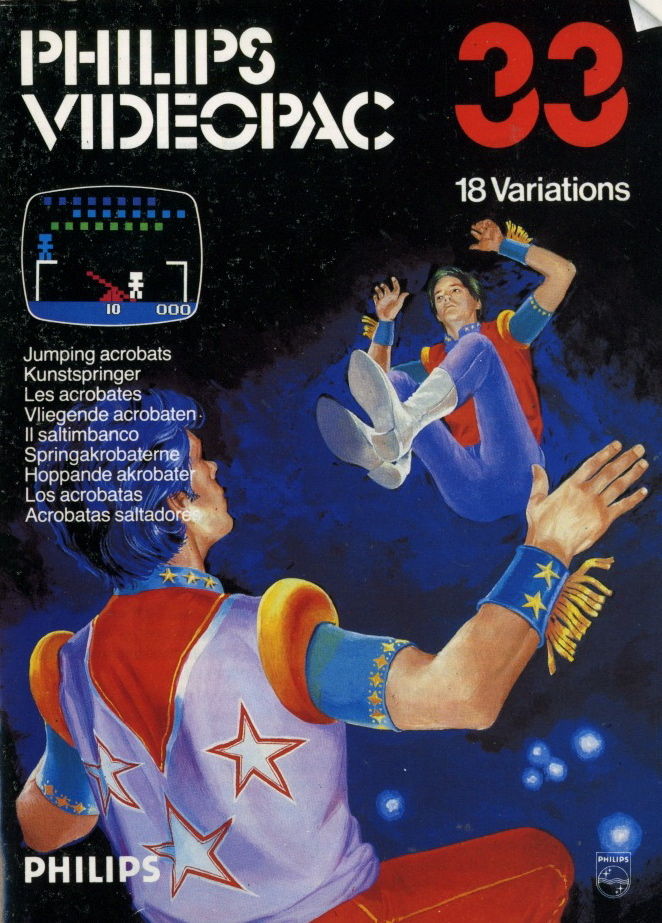 PHILIPS
VIDEOPAC
33
18 Variations
10 000
Jumping acrobats
Kunstspringer
Les acrobates
Vliegende acrobaten
Il saltimbanco
Springakrobaterne
Hoppande akrobater
Los acrobatas
Acrobatas saltadores
PHILIPS
PHILIPS